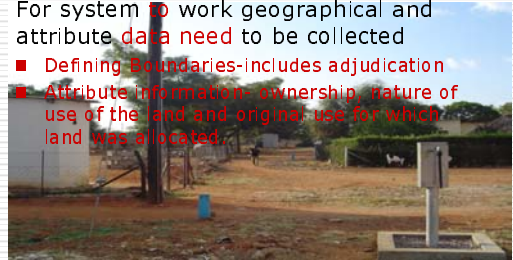 For system to work geographical and
attribute data need to be collected
Defining Boundaries-includes adjudication
Attribute information- ownership, nature of
use of the land and original use for which
land was allocated.